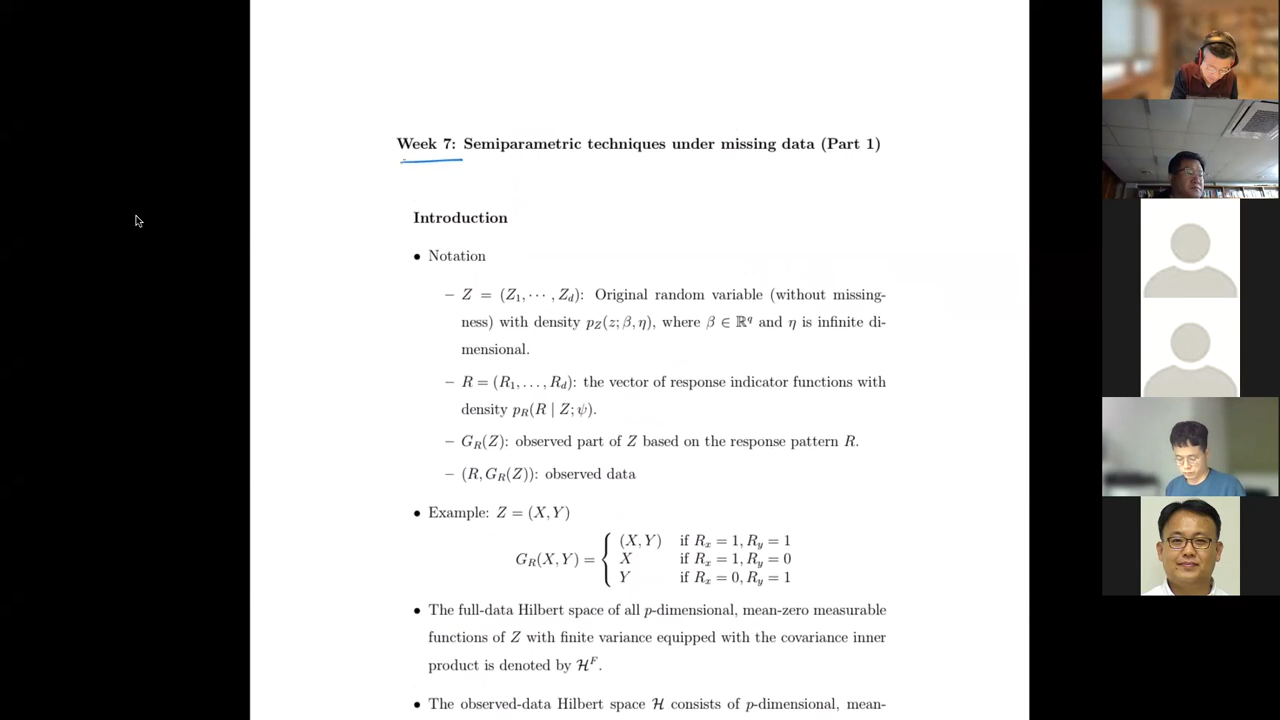 Week 7: Semiparametric techniques under missing data (Part 1)
Introduction
• Notation
– Z = (Z₁, ⋯ , Z_d): Original random variable (without missing-
ness) with density p_Z(z; β, η), where β ∈ ℝ^q and η is infinite di-
mensional.
– R = (R₁, . . . , R_d): the vector of response indicator functions with
density p_R(R | Z; ψ).
– G_R(Z): observed part of Z based on the response pattern R.
– (R, G_R(Z)): observed data
• Example: Z = (X, Y)
G_R(X, Y) = { (X, Y) if R_x = 1, R_y = 1
X if R_x = 1, R_y = 0
Y if R_x = 0, R_y = 1
• The full-data Hilbert space of all p-dimensional, mean-zero measurable
functions of Z with finite variance equipped with the covariance inner
product is denoted by ℋ^F.
• The observed-data Hilbert space ℋ consists of p-dimensional, mean-